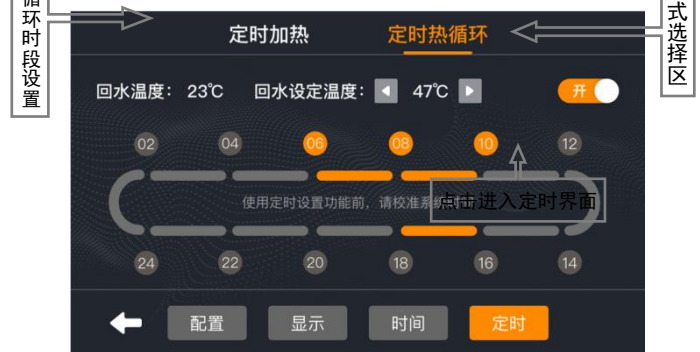 循环时段设置
式选择区
定时加热
定时热循环
回水温度： 23℃ 回水设定温度： 47℃ 开
02 04 06 08 10 12
使用定时设置功能前，请校准系统
点击进入定时界面
24 22 20 18 16 14
配置 显示 时间 定时